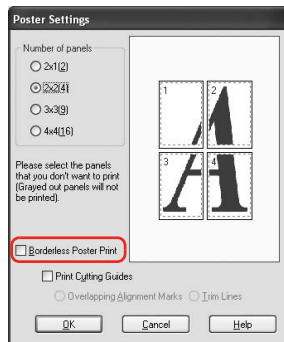 Poster Settings
Number of panels
2x1(2)
2x2(4)
3x3(9)
4x4(16)
Please select the panels
that you don't want to print
(Grayed out panels will not
be printed).
1 2
3 4
A
Borderless Poster Print
Print Cutting Guides
Overlapping Alignment Marks Trim Lines
OK Cancel Help